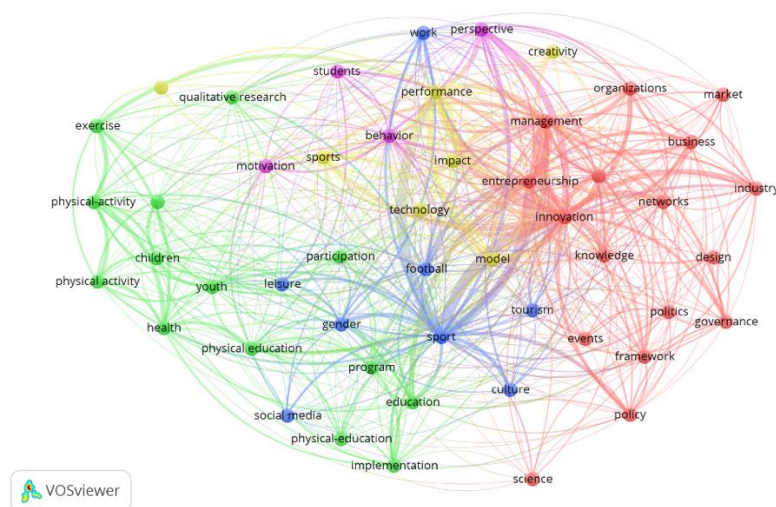 work
perspective
creativity
students
qualitative research
performance
organizations
market
exercise
management
behavior
business
motivation
sports
impact
entrepreneurship
industry
physical-activity
technology
innovation
networks
children
participation
football
model
knowledge
design
physical activity
youth
leisure
health
gender
sport
tourism
politics
governance
physical education
events
program
framework
education
culture
social media
policy
physical-education
implementation
science
VOSviewer